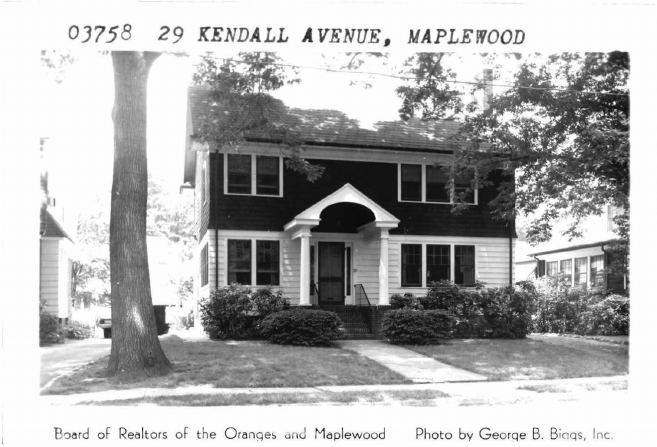 03758 29 KENDALL AVENUE, MAPLEWOOD
Board of Realtors of the Oranges and Maplewood Photo by George B. Biggs, Inc.